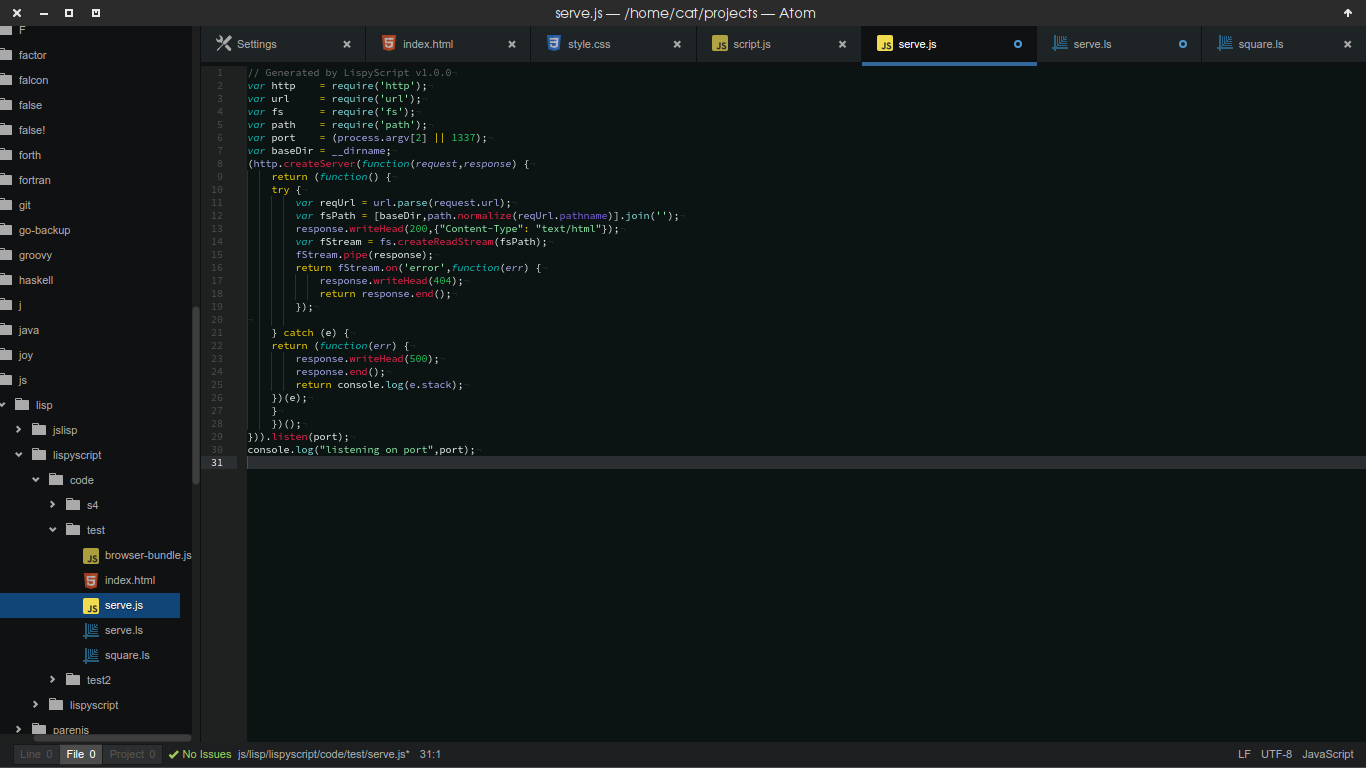 serve.js — /home/cat/projects — Atom
F
factor
falcon
false
false!
forth
fortran
git
go-backup
groovy
haskell
j
java
joy
js
lisp
jslisp
lispyscript
code
s4
test
browser-bundle.js
index.html
serve.js
serve.ls
square.ls
test2
lispyscript
parenjs
Settings
index.html
style.css
script.js
serve.js
serve.ls
square.ls
1 // Generated by LispyScript v1.0.0
2 var http    = require('http');
3 var url     = require('url');
4 var fs      = require('fs');
5 var path    = require('path');
6 var port    = (process.argv[2] || 1337);
7 var baseDir = __dirname;
8 (http.createServer(function(request,response) {
9     return (function() {
10     try {
11         var reqUrl = url.parse(request.url);
12         var fsPath = [baseDir,path.normalize(reqUrl.pathname)].join('');
13         response.writeHead(200,{"Content-Type": "text/html"});
14         var fStream = fs.createReadStream(fsPath);
15         fStream.pipe(response);
16         return fStream.on('error',function(err) {
17             response.writeHead(404);
18             return response.end();
19         });
20
21     } catch (e) {
22     return (function(err) {
23         response.writeHead(500);
24         response.end();
25         return console.log(e.stack);
26     })(e);
27     }
28     })();
29 })).listen(port);
30 console.log("listening on port",port);
31
Line 0 File 0 Project 0 No Issues js/lisp/lispyscript/code/test/serve.js* 31:1 LF UTF-8 JavaScript